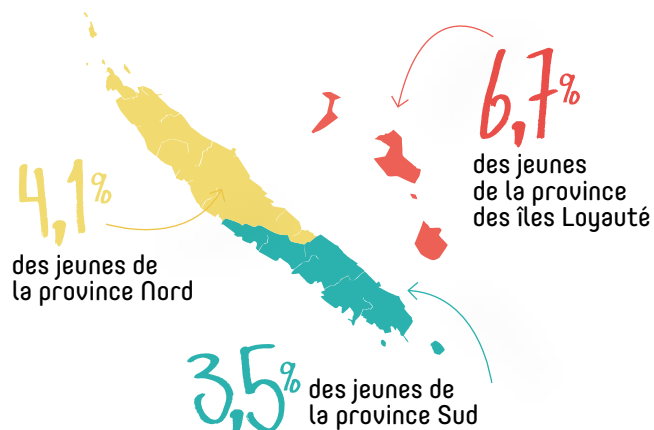 6,7%
des jeunes
de la province
des îles Loyauté
4,1%
des jeunes de
la province Nord
3,5% des jeunes de
la province Sud